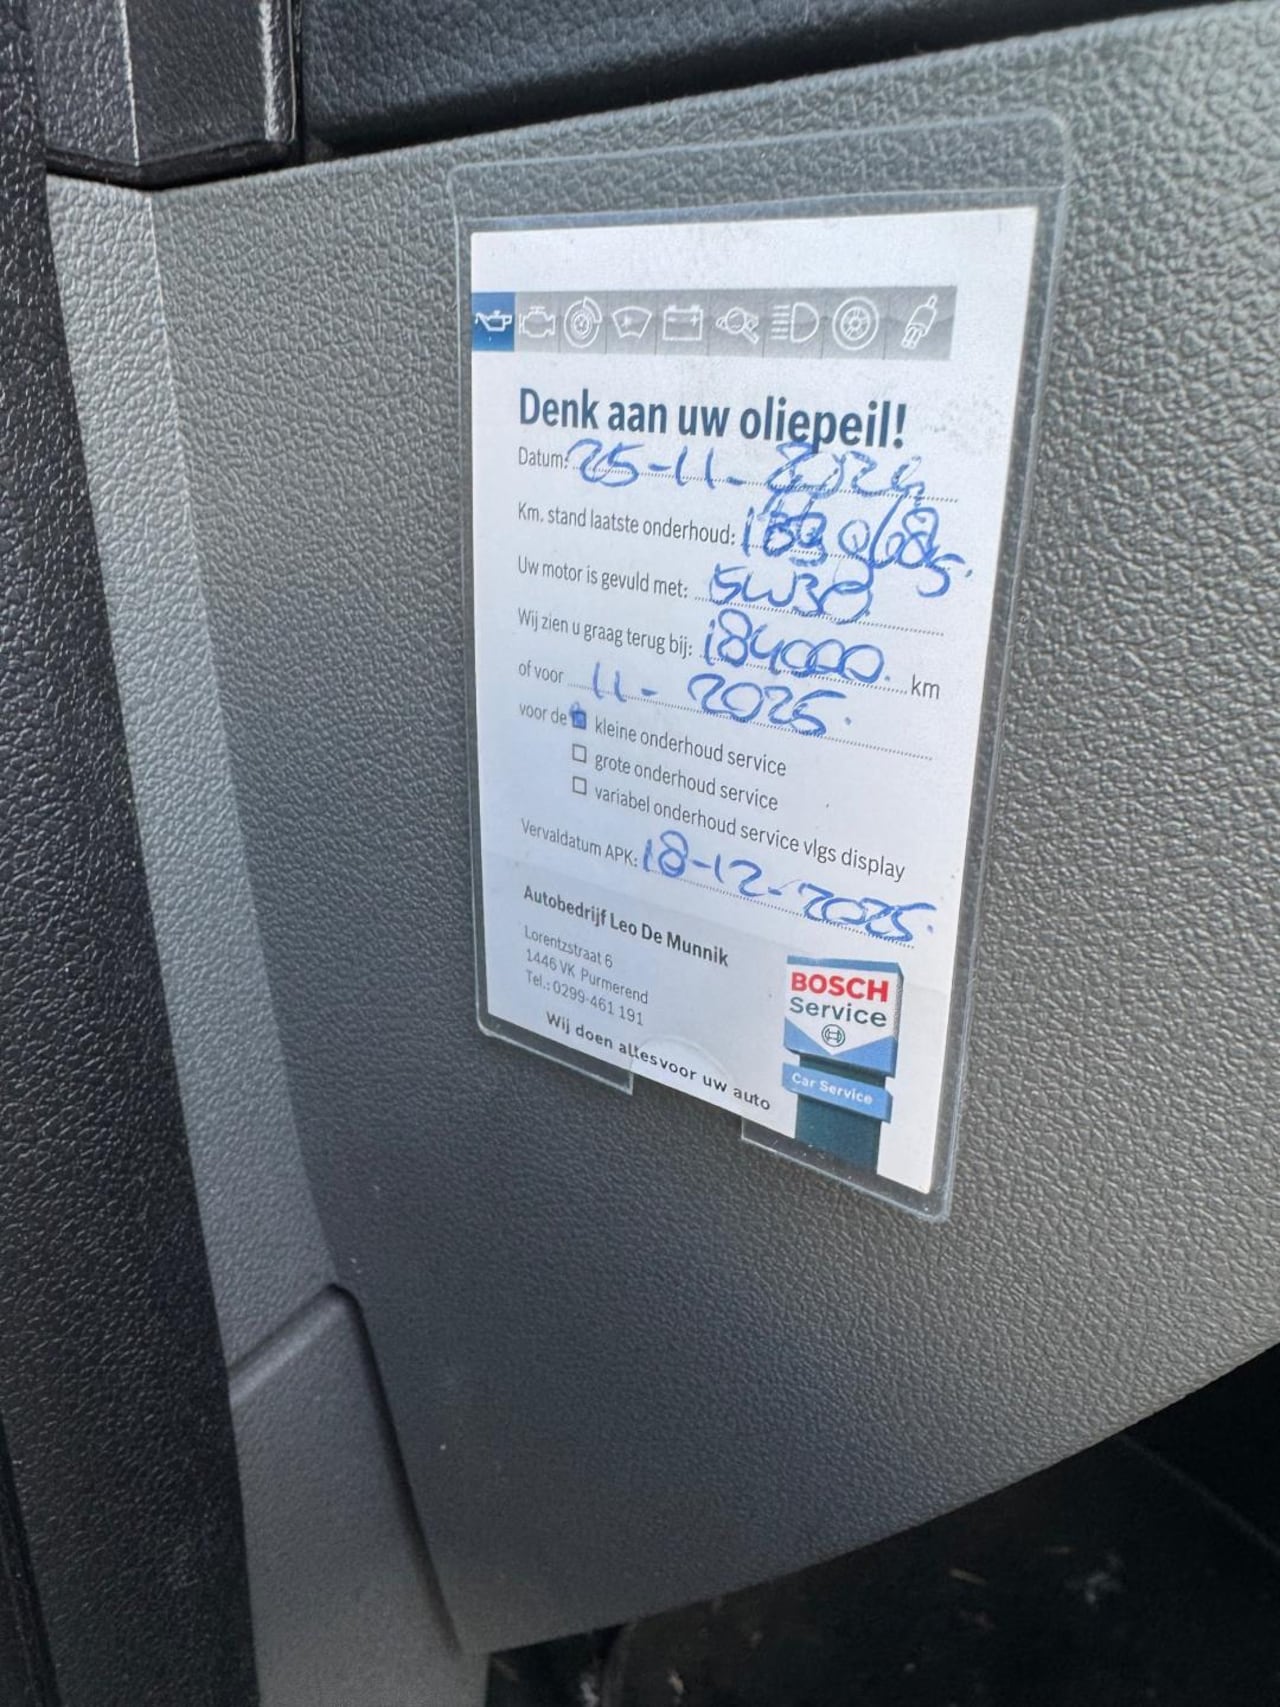 Denk aan uw oliepeil!
Datum: 25-11-2024
Km. stand laatste onderhoud:
Uw motor is gevuld met: 5W30
Wij zien u graag terug bij: 184000. km
of voor 11-2025.
voor de kleine onderhoud service
grote onderhoud service
variabel onderhoud service vlgs display
Vervaldatum APK: 18-12-2025.
Autobedrijf Leo De Munnik
Lorentzstraat 6
1446 VK Purmerend
Tel.: 0299-461 191
Wij doen alles voor uw auto
BOSCH
Service
Car Service